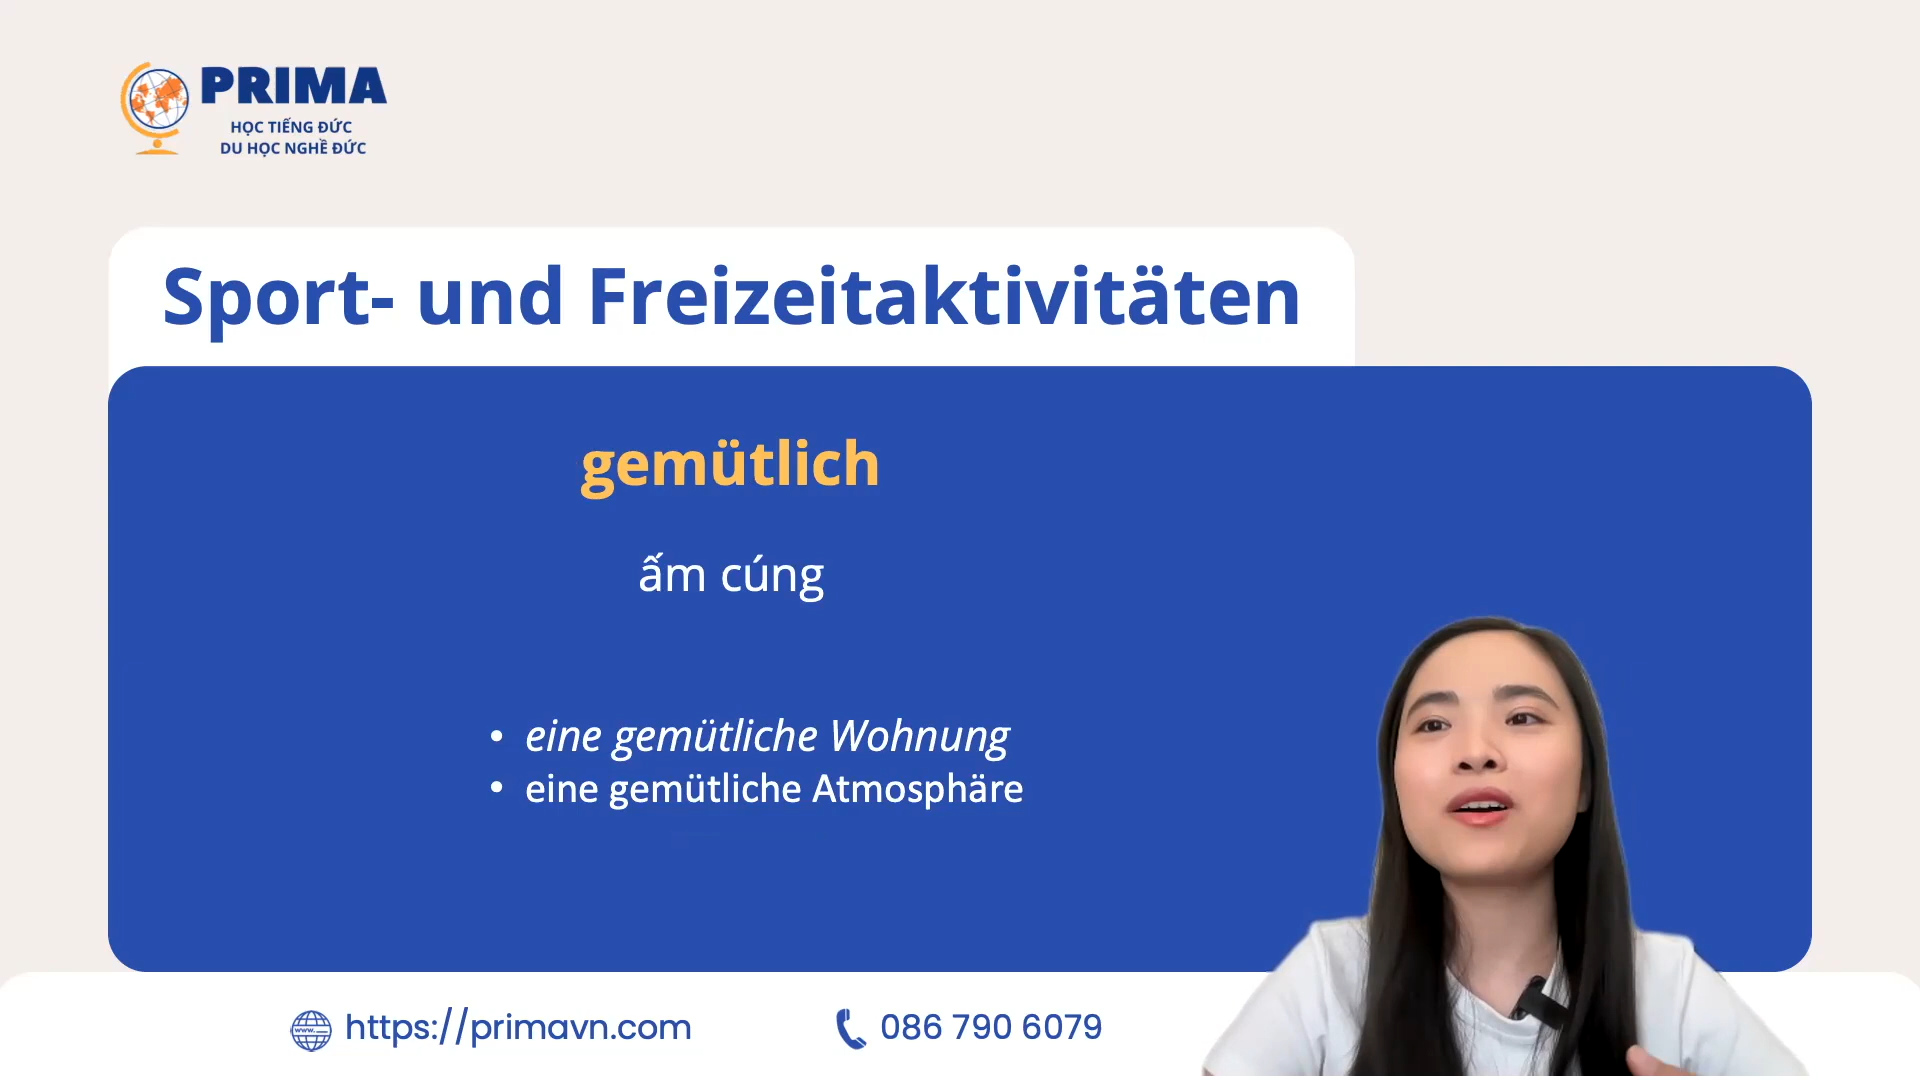 PRIMA
HỌC TIẾNG ĐỨC
DU HỌC NGHỀ ĐỨC
Sport- und Freizeitaktivitäten
gemütlich
ấm cúng
• eine gemütliche Wohnung
• eine gemütliche Atmosphäre
www.
https://primavn.com
086 790 6079